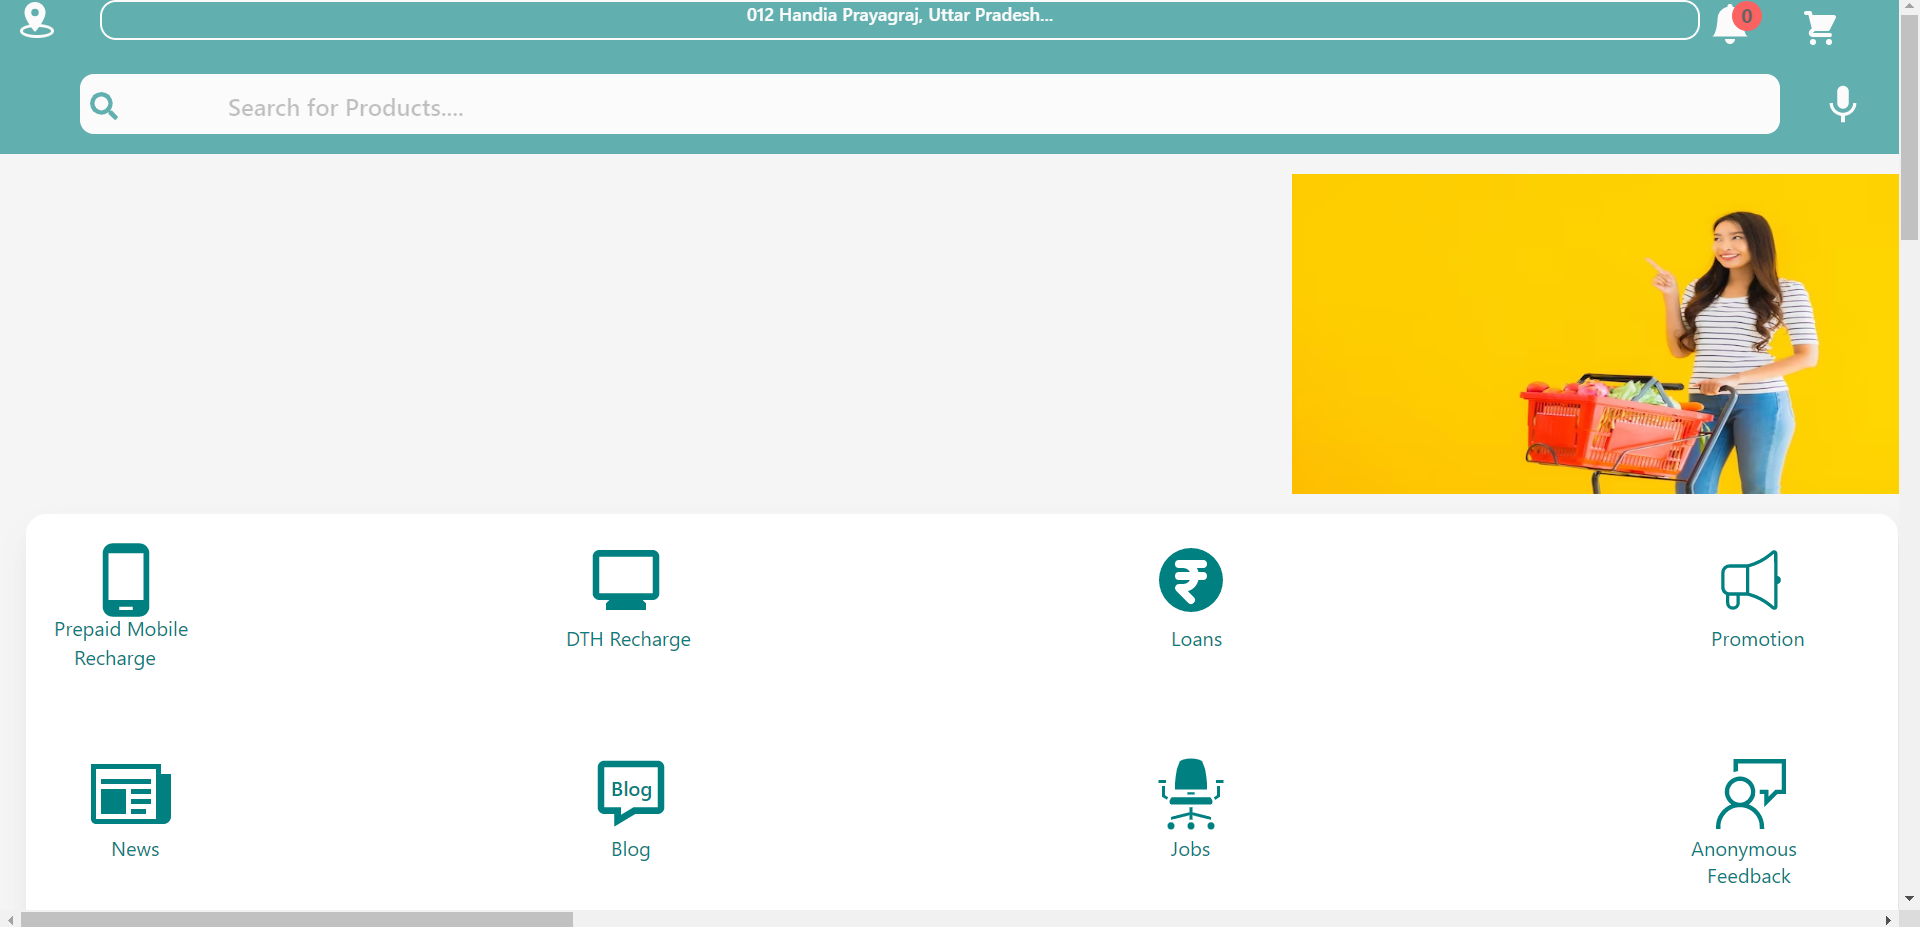 012 Handia Prayagraj, Uttar Pradesh...
0
Search for Products....
Prepaid Mobile
Recharge
DTH Recharge
Loans
Promotion
Blog
News
Blog
Jobs
Anonymous
Feedback